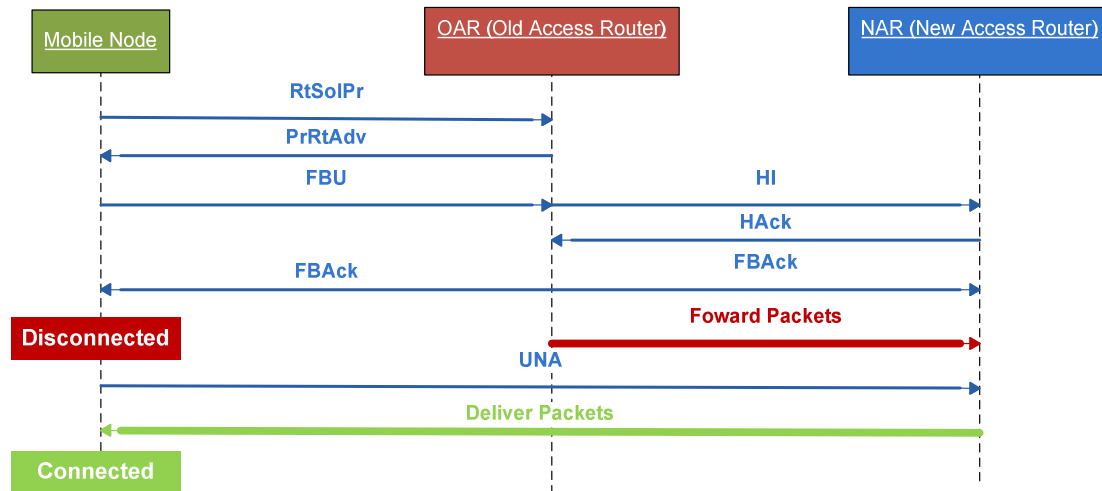 Mobile Node
OAR (Old Access Router)
NAR (New Access Router)
RtSolPr
PrRtAdv
FBU
HI
HAck
FBAck
FBAck
Disconnected
Foward Packets
UNA
Deliver Packets
Connected